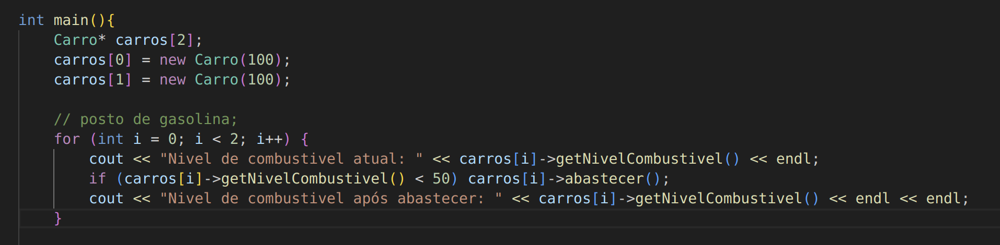 int main(){
    Carro* carros[2];
    carros[0] = new Carro(100);
    carros[1] = new Carro(100);

    // posto de gasolina;
    for (int i = 0; i < 2; i++) {
        cout << "Nivel de combustivel atual: " << carros[i]->getNivelCombustivel() << endl;
        if (carros[i]->getNivelCombustivel() < 50) carros[i]->abastecer();
        cout << "Nivel de combustivel após abastecer: " << carros[i]->getNivelCombustivel() << endl << endl;
    }